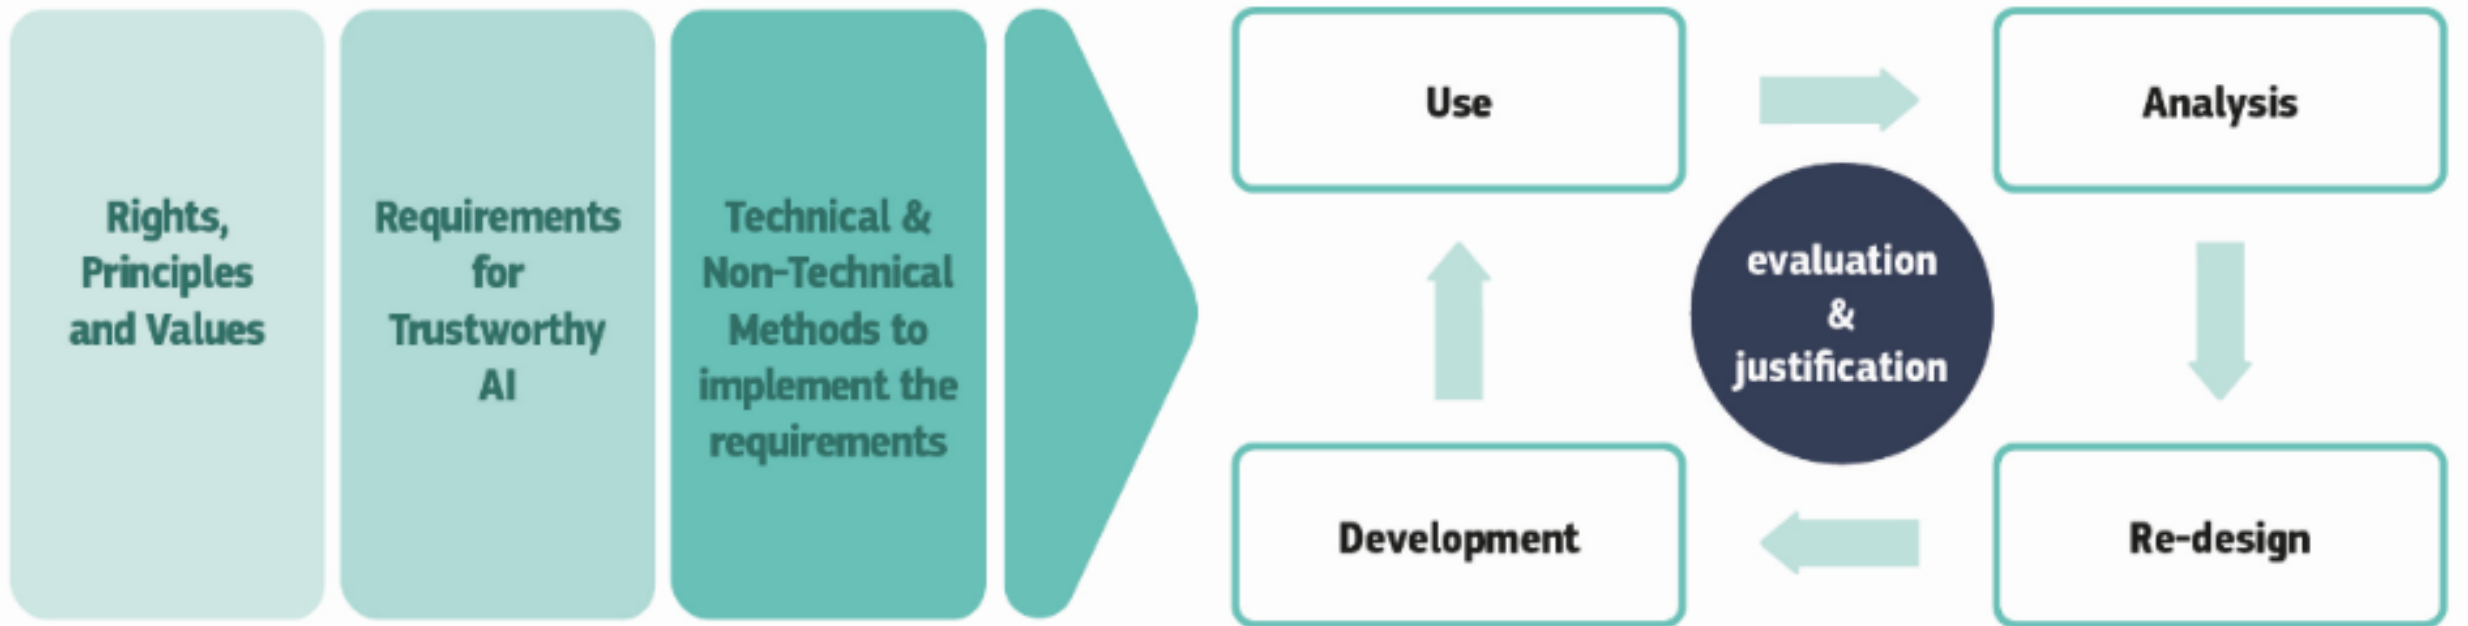 Rights,
Principles
and Values
Requirements
for
Trustworthy
AI
Technical &
Non-Technical
Methods to
implement the
requirements
Use
Analysis
evaluation
&
justification
Development
Re-design